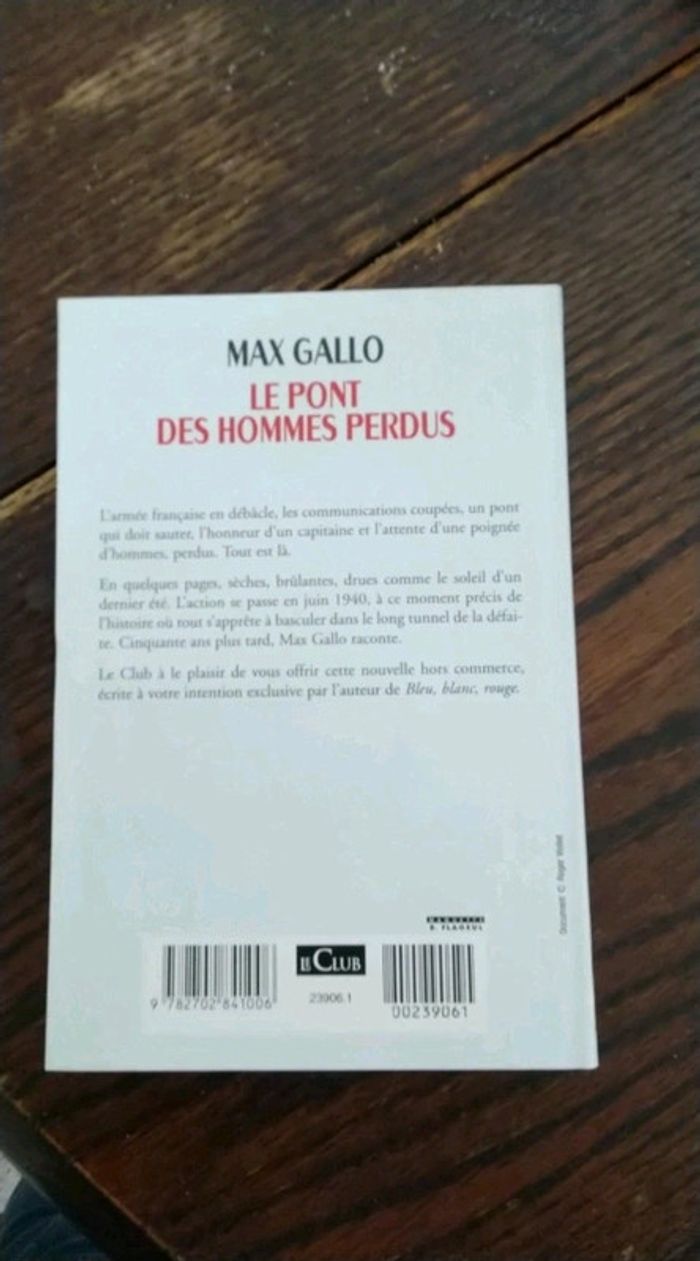 MAX GALLO
LE PONT
DES HOMMES PERDUS
L'armée française en débâcle, les communications coupées, un pont
qui doit sauter, l'honneur d'un capitaine et l'attente d'une poignée
d'hommes, perdus. Tout est là.
En quelques pages, sèches, brûlantes, drues comme le soleil d'un
dernier été. L'action se passe en juin 1940, à ce moment précis de
l'histoire où tout s'apprête à basculer dans le long tunnel de la défai-
te. Cinquante ans plus tard, Max Gallo raconte.
Le Club à le plaisir de vous offrir cette nouvelle hors commerce,
écrite à votre intention exclusive par l'auteur de Bleu, blanc, rouge.
Document © Roger Viollet
MAQUETTE
B. FLAGEUL
LE CLUB
9 782702 841006
23906.1
00239061